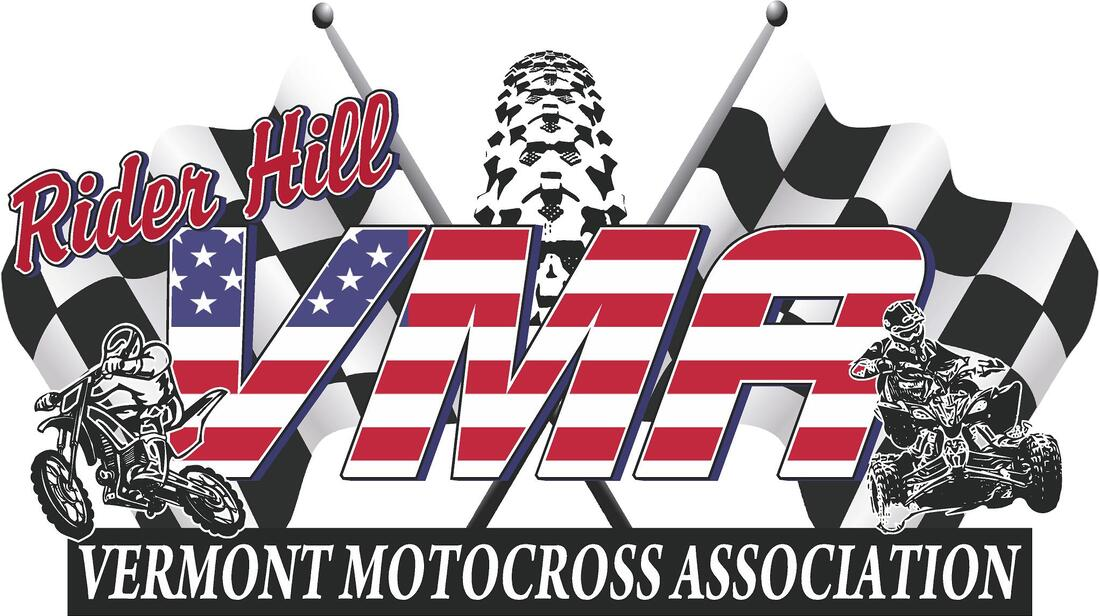 Rider Hill
VMA
VERMONT MOTOCROSS ASSOCIATION